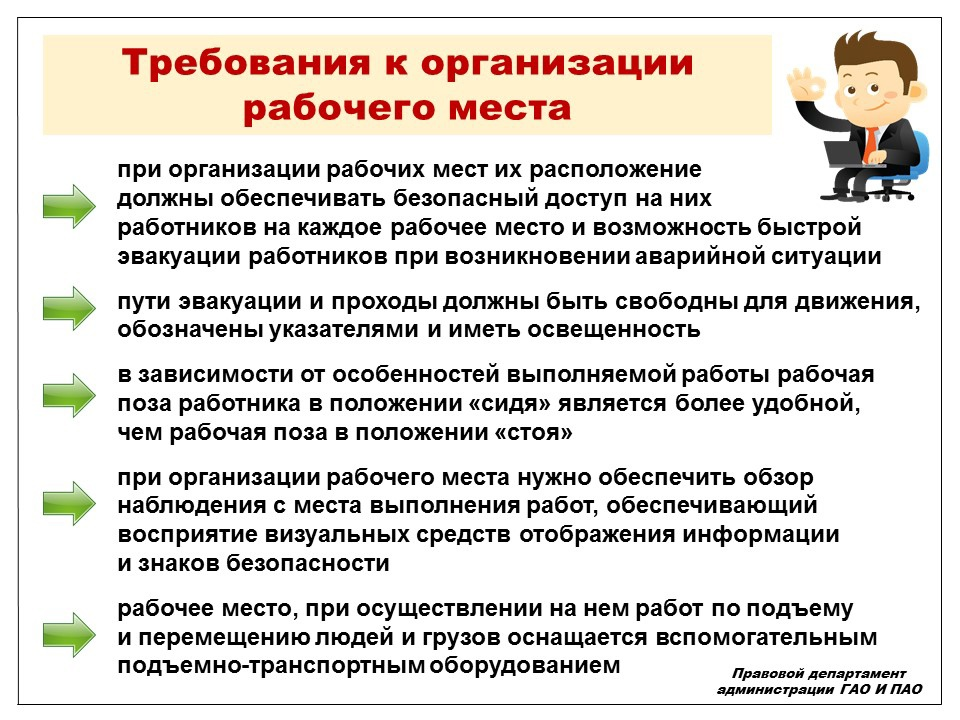 Требования к организации
рабочего места
при организации рабочих мест их расположение
должны обеспечивать безопасный доступ на них
работников на каждое рабочее место и возможность быстрой
эвакуации работников при возникновении аварийной ситуации
пути эвакуации и проходы должны быть свободны для движения,
обозначены указателями и иметь освещенность
в зависимости от особенностей выполняемой работы рабочая
поза работника в положении «сидя» является более удобной,
чем рабочая поза в положении «стоя»
при организации рабочего места нужно обеспечить обзор
наблюдения с места выполнения работ, обеспечивающий
восприятие визуальных средств отображения информации
и знаков безопасности
рабочее место, при осуществлении на нем работ по подъему
и перемещению людей и грузов оснащается вспомогательным
подъемно-транспортным оборудованием
Правовой департамент
администрации ГАО И ПАО